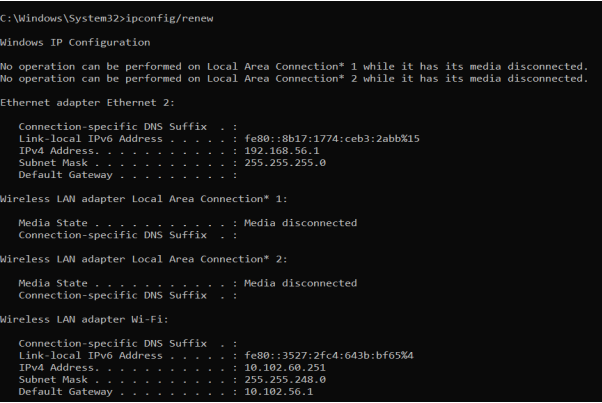 C:\Windows\System32>ipconfig/renew
Windows IP Configuration
No operation can be performed on Local Area Connection* 1 while it has its media disconnected.
No operation can be performed on Local Area Connection* 2 while it has its media disconnected.
Ethernet adapter Ethernet 2:
Connection-specific DNS Suffix  . :
Link-local IPv6 Address . . . . . : fe80::8b17:1774:ceb3:2abb%15
IPv4 Address. . . . . . . . . . . : 192.168.56.1
Subnet Mask . . . . . . . . . . . : 255.255.255.0
Default Gateway . . . . . . . . . :
Wireless LAN adapter Local Area Connection* 1:
Media State . . . . . . . . . . . : Media disconnected
Connection-specific DNS Suffix  . :
Wireless LAN adapter Local Area Connection* 2:
Media State . . . . . . . . . . . : Media disconnected
Connection-specific DNS Suffix  . :
Wireless LAN adapter Wi-Fi:
Connection-specific DNS Suffix  . :
Link-local IPv6 Address . . . . . : fe80::3527:2fc4:643b:bf65%4
IPv4 Address. . . . . . . . . . . : 10.102.60.251
Subnet Mask . . . . . . . . . . . : 255.255.248.0
Default Gateway . . . . . . . . . : 10.102.56.1